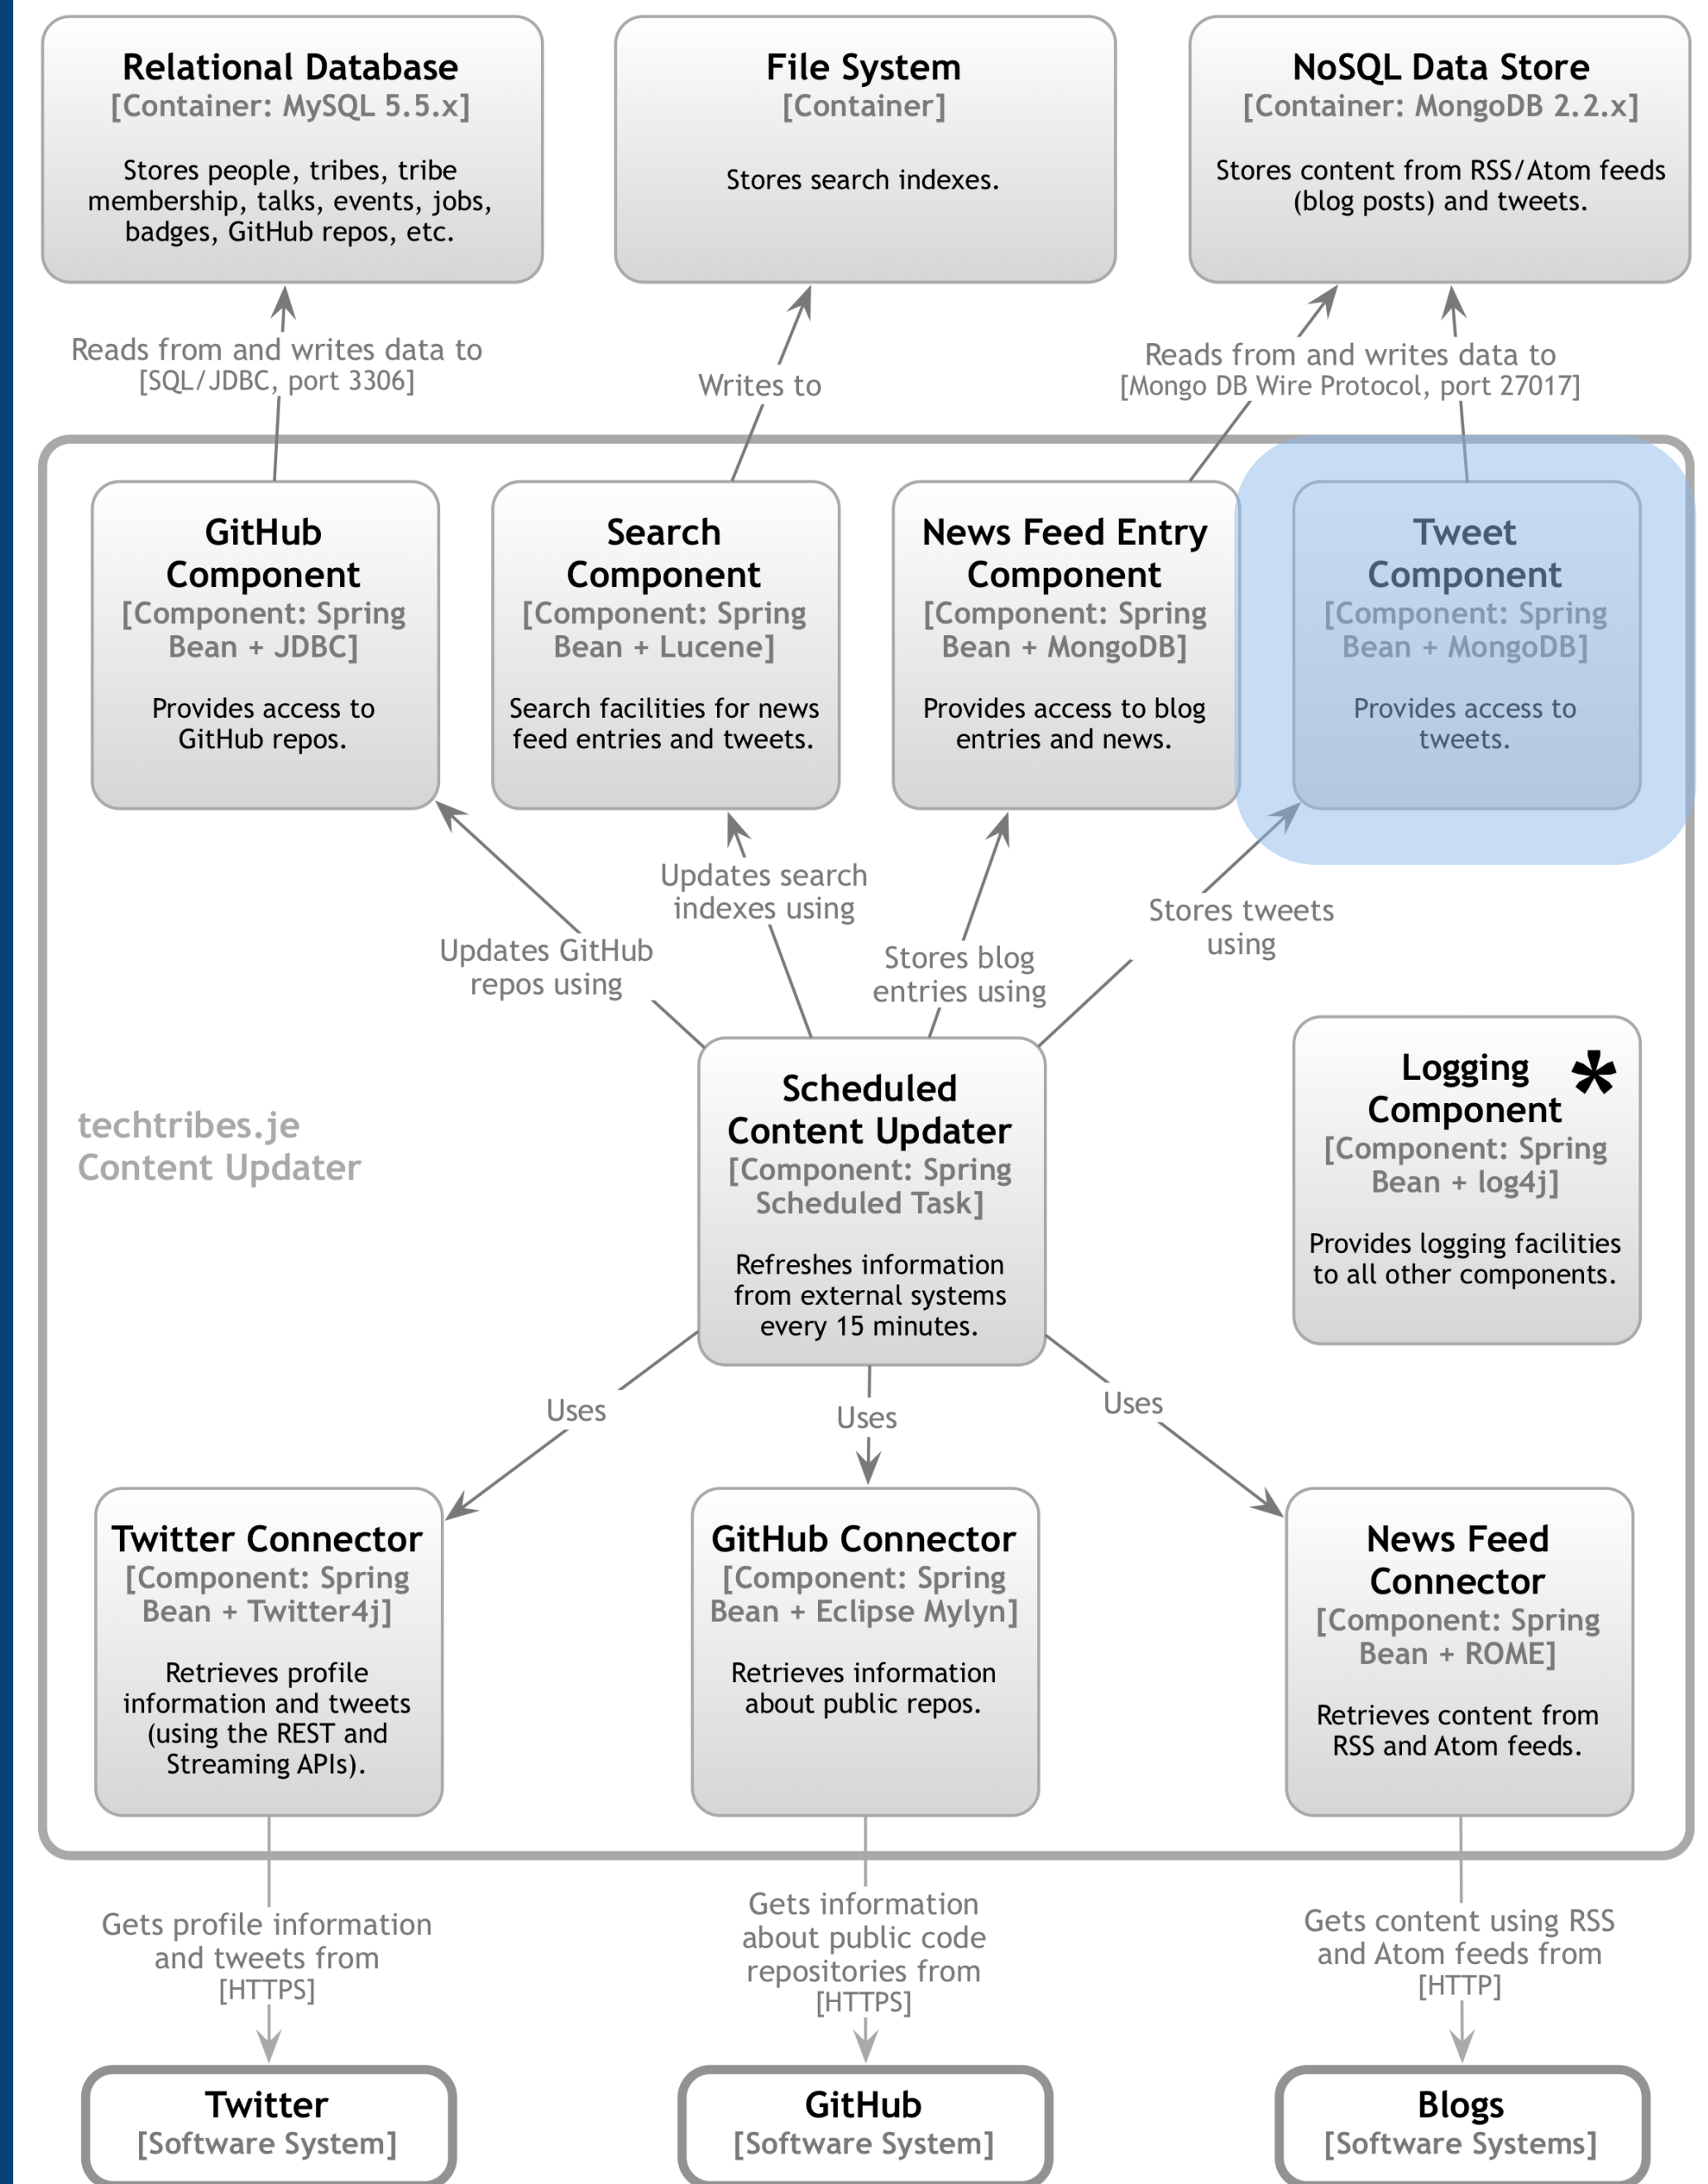 Relational Database
[Container: MySQL 5.5.x]
Stores people, tribes, tribe
membership, talks, events, jobs,
badges, GitHub repos, etc.
File System
[Container]
Stores search indexes.
NoSQL Data Store
[Container: MongoDB 2.2.x]
Stores content from RSS/Atom feeds
(blog posts) and tweets.
Reads from and writes data to
[SQL/JDBC, port 3306]
Writes to
Reads from and writes data to
[Mongo DB Wire Protocol, port 27017]
GitHub
Component
[Component: Spring
Bean + JDBC]
Provides access to
GitHub repos.
Search
Component
[Component: Spring
Bean + Lucene]
Search facilities for news
feed entries and tweets.
News Feed Entry
Component
[Component: Spring
Bean + MongoDB]
Provides access to blog
entries and news.
Tweet
Component
[Component: Spring
Bean + MongoDB]
Provides access to
tweets.
Updates GitHub
repos using
Updates search
indexes using
Stores blog
entries using
Stores tweets
using
techtribes.je
Content Updater
Scheduled
Content Updater
[Component: Spring
Scheduled Task]
Refreshes information
from external systems
every 15 minutes.
Logging *
Component
[Component: Spring
Bean + log4j]
Provides logging facilities
to all other components.
Uses
Uses
Uses
Twitter Connector
[Component: Spring
Bean + Twitter4j]
Retrieves profile
information and tweets
(using the REST and
Streaming APIs).
GitHub Connector
[Component: Spring
Bean + Eclipse Mylyn]
Retrieves information
about public repos.
News Feed
Connector
[Component: Spring
Bean + ROME]
Retrieves content from
RSS and Atom feeds.
Gets profile information
and tweets from
[HTTPS]
Gets information
about public code
repositories from
[HTTPS]
Gets content using RSS
and Atom feeds from
[HTTP]
Twitter
[Software System]
GitHub
[Software System]
Blogs
[Software Systems]